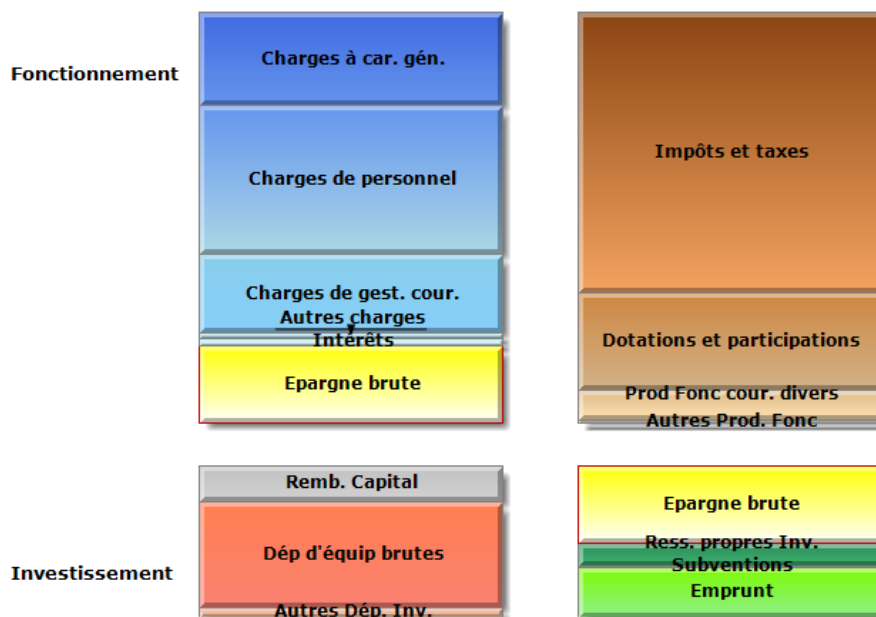 Fonctionnement
Charges à car. gén.
Charges de personnel
Charges de gest. cour.
Autres charges
Intérêts
Epargne brute
Impôts et taxes
Dotations et participations
Prod Fonc cour. divers
Autres Prod. Fonc
Investissement
Remb. Capital
Dép d'équip brutes
Autres Dép. Inv.
Epargne brute
Ress. propres Inv.
Subventions
Emprunt